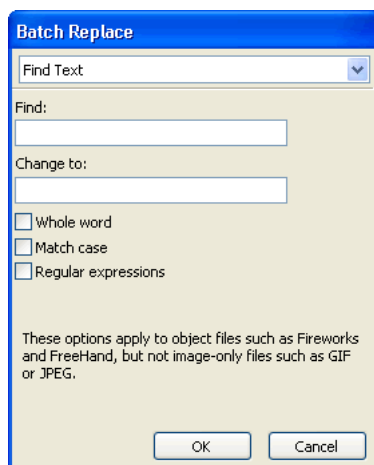 Batch Replace
Find Text
Find:
Change to:
Whole word
Match case
Regular expressions
These options apply to object files such as Fireworks
and FreeHand, but not image-only files such as GIF
or JPEG.
OK Cancel